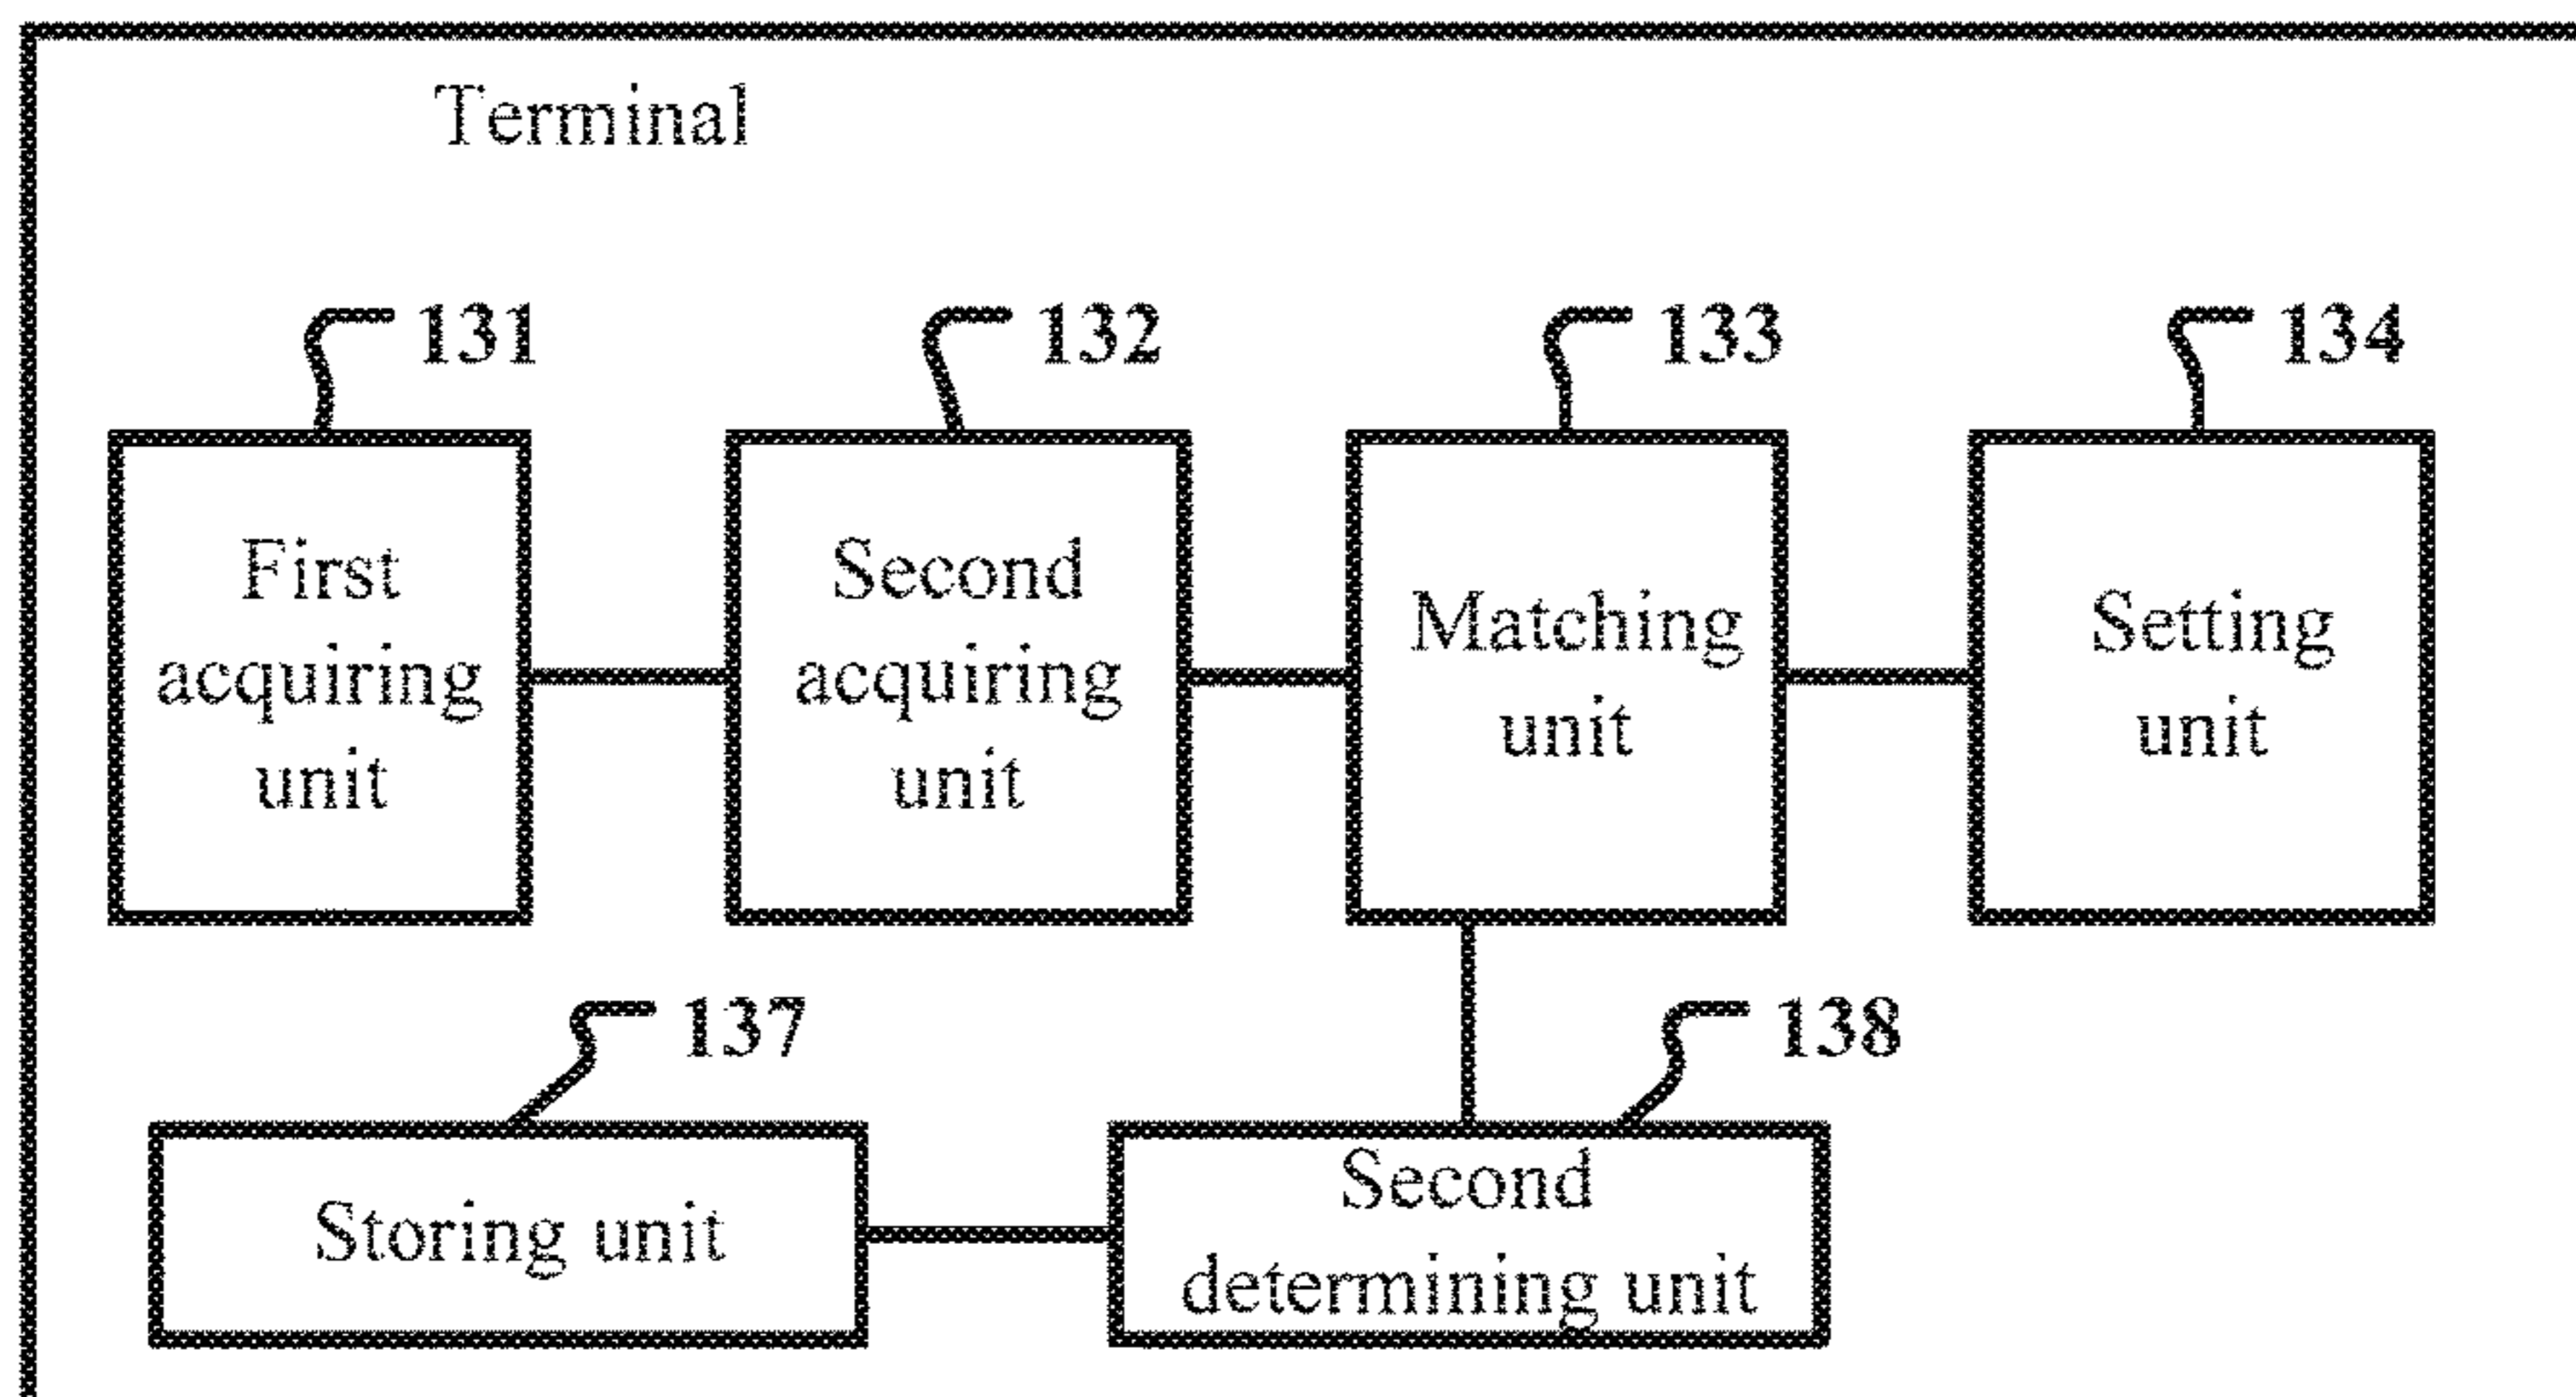 Terminal
131
132
133
134
First
acquiring
unit
Second
acquiring
unit
Matching
unit
Setting
unit
137
138
Storing unit
Second
determining unit